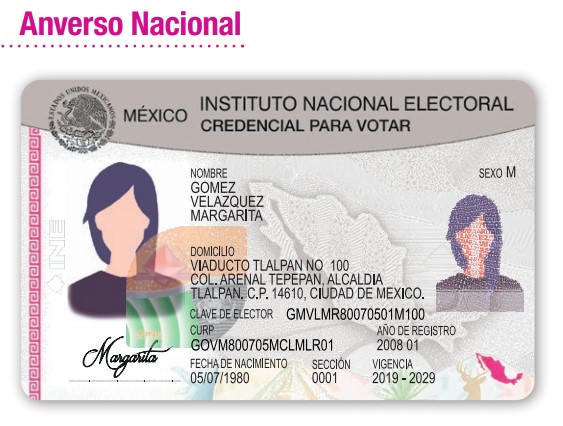 Anverso Nacional
ESTADOS UNIDOS MEXICANOS
MÉXICO
INSTITUTO NACIONAL ELECTORAL
CREDENCIAL PARA VOTAR
NOMBRE
GOMEZ
VELAZQUEZ
MARGARITA
SEXO M
DOMICILIO
VIADUCTO TLALPAN NO 100
COL. ARENAL TEPEPAN, ALCALDIA
TLALPAN, C.P. 14610, CIUDAD DE MEXICO.
CLAVE DE ELECTOR GMVLMR80070501M100
CURP
GOVM800705MCLMLR01
AÑO DE REGISTRO
2008 01
FECHA DE NACIMIENTO
05/07/1980
SECCIÓN
0001
VIGENCIA
2019 - 2029
INE
Margarita